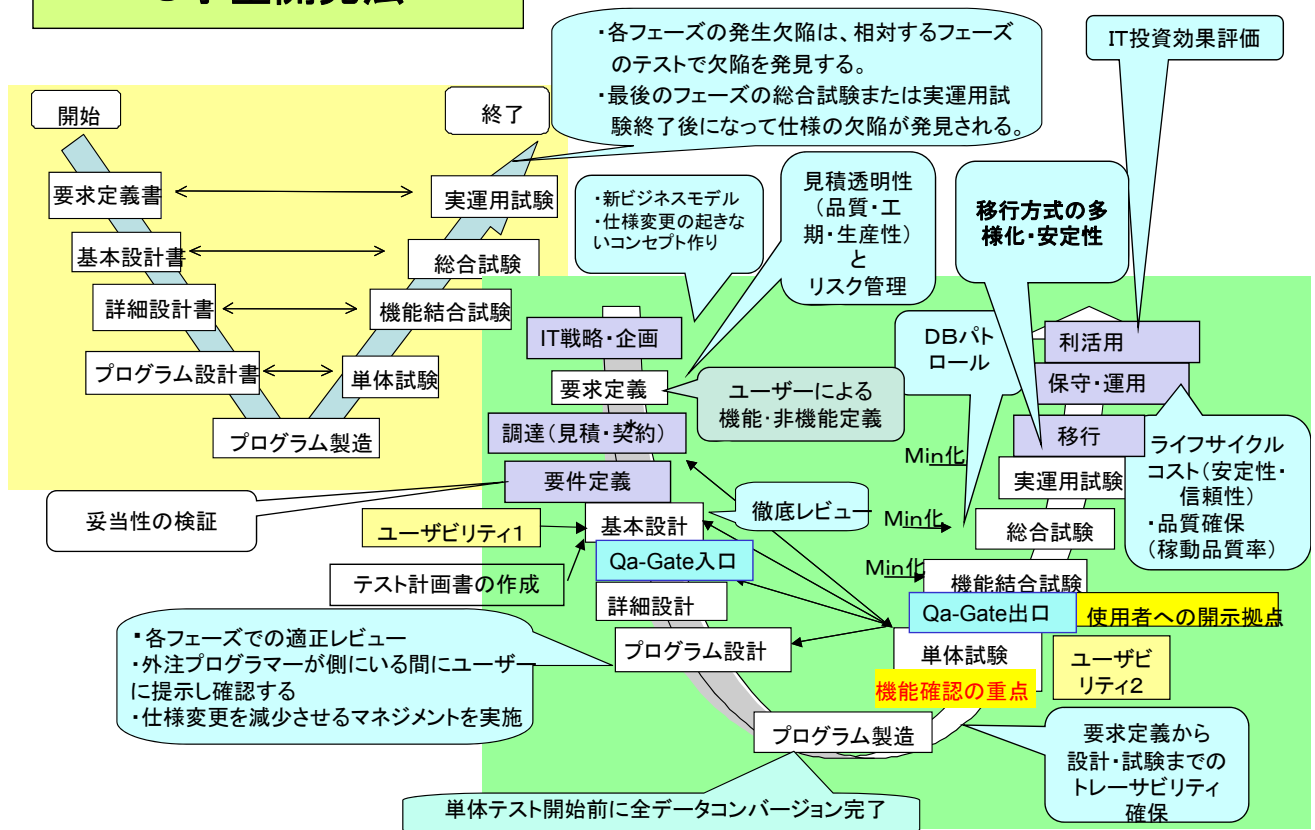 ・各フェーズの発生欠陥は、相対するフェーズ
のテストで欠陥を発見する。
・最後のフェーズの総合試験または実運用試
験終了後になって仕様の欠陥が発見される。
IT投資効果評価
開始
終了
要求定義書
実運用試験
基本設計書
総合試験
詳細設計書
機能結合試験
プログラム設計書
単体試験
プログラム製造
・新ビジネスモデル
・仕様変更の起きな
いコンセプト作り
見積透明性
(品質・工
期・生産性)
と
リスク管理
移行方式の多
様化・安定性
IT戦略・企画
要求定義
ユーザーによる
機能・非機能定義
調達(見積・契約)
*
要件定義
DBパト
ロール
利活用
保守・運用
移行
実運用試験
総合試験
機能結合試験
Min化
Min化
Min化
ライフサイクル
コスト(安定性・
信頼性)
・品質確保
(稼動品質率)
妥当性の検証
ユーザビリティ1
基本設計
徹底レビュー
Qa-Gate入口
テスト計画書の作成
詳細設計
Qa-Gate出口
使用者への開示拠点
・各フェーズでの適正レビュー
・外注プログラマーが側にいる間にユーザー
に提示し確認する
・仕様変更を減少させるマネジメントを実施
プログラム設計
単体試験
ユーザビ
リティ2
機能確認の重点
プログラム製造
要求定義から
設計・試験までの
トレーサビリティ
確保
単体テスト開始前に全データコンバージョン完了